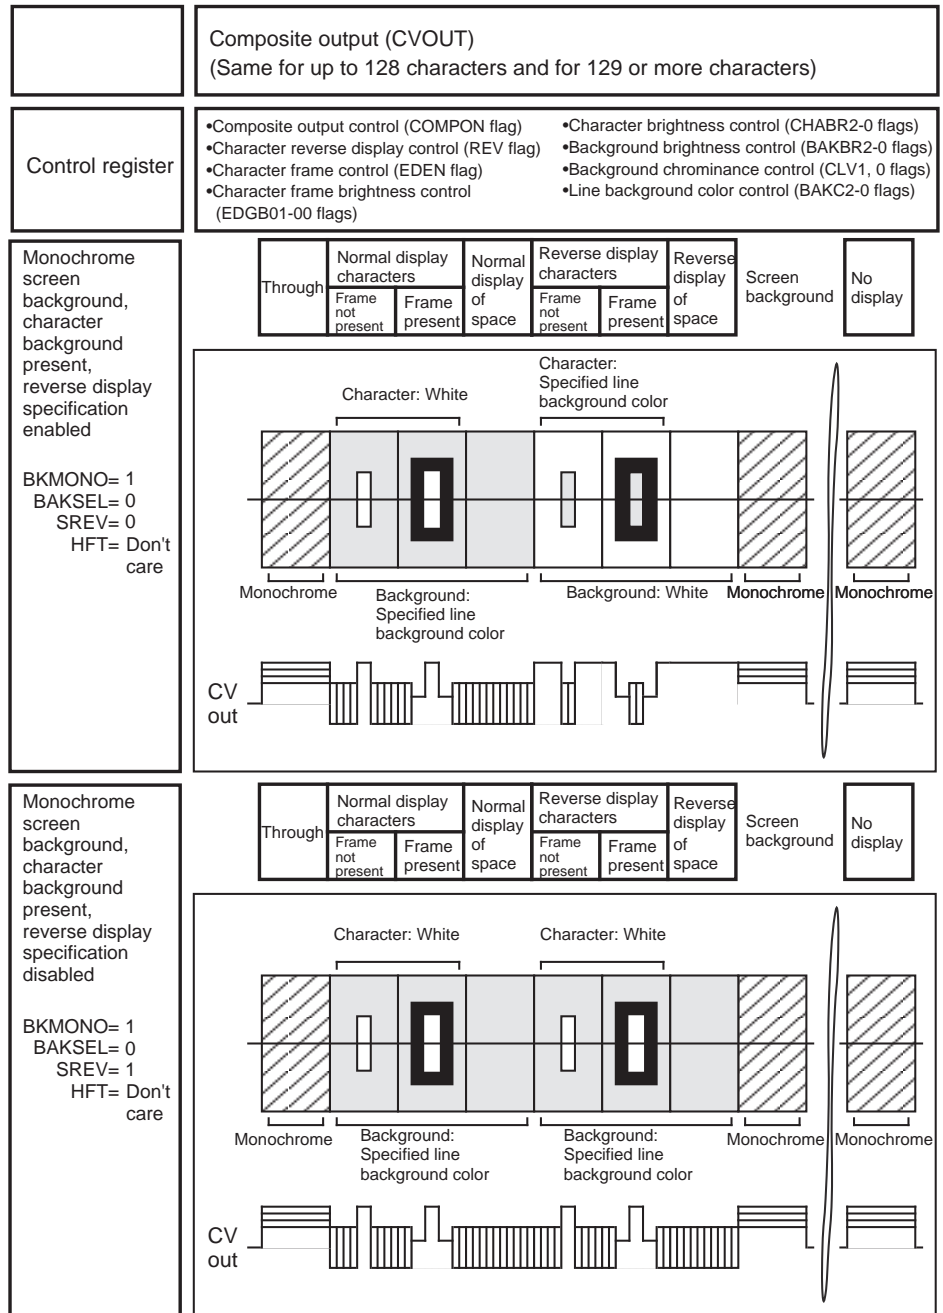 Composite output (CVOUT)
(Same for up to 128 characters and for 129 or more characters)
Control register
•Composite output control (COMPON flag)
•Character reverse display control (REV flag)
•Character frame control (EDEN flag)
•Character frame brightness control
(EDGB01-00 flags)
•Character brightness control (CHABR2-0 flags)
•Background brightness control (BAKBR2-0 flags)
•Background chrominance control (CLV1, 0 flags)
•Line background color control (BAKC2-0 flags)
Monochrome
screen
background,
character
background
present,
reverse display
specification
enabled
BKMONO= 1
BAKSEL= 0
SREV= 0
HFT= Don't
care
Through
Normal display
characters
Frame
not
present
Frame
present
Normal
display
of
space
Reverse display
characters
Frame
not
present
Frame
present
Reverse
display
of
space
Screen
background
No
display
Character: White
Character:
Specified line
background color
Monochrome
Background:
Specified line
background color
Background: White
Monochrome
Monochrome
CV
out
Monochrome
screen
background,
character
background
present,
reverse display
specification
disabled
BKMONO= 1
BAKSEL= 0
SREV= 1
HFT= Don't
care
Through
Normal display
characters
Frame
not
present
Frame
present
Normal
display
of
space
Reverse display
characters
Frame
not
present
Frame
present
Reverse
display
of
space
Screen
background
No
display
Character: White
Character: White
Monochrome
Background:
Specified line
background color
Background:
Specified line
background color
Monochrome
Monochrome
CV
out